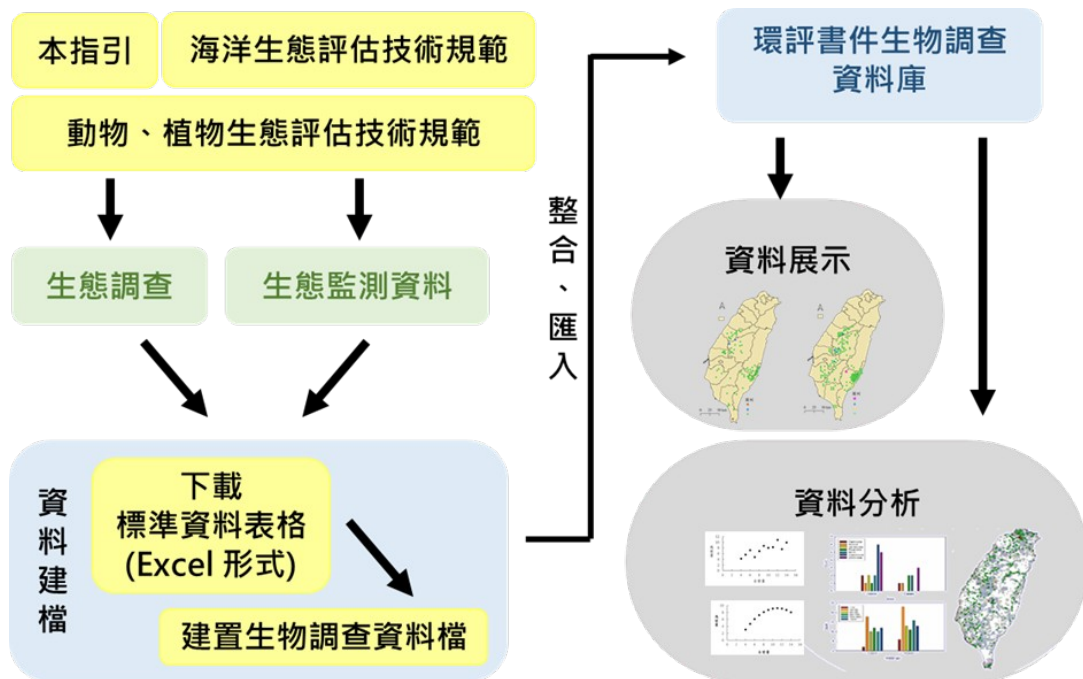 本指引
海洋生態評估技術規範
動物、植物生態評估技術規範
生態調查
生態監測資料
資料建檔
下載
標準資料表格
(Excel 形式)
建置生物調查資料檔
整合、匯入
環評書件生物調查
資料庫
資料展示
A
A
資料分析